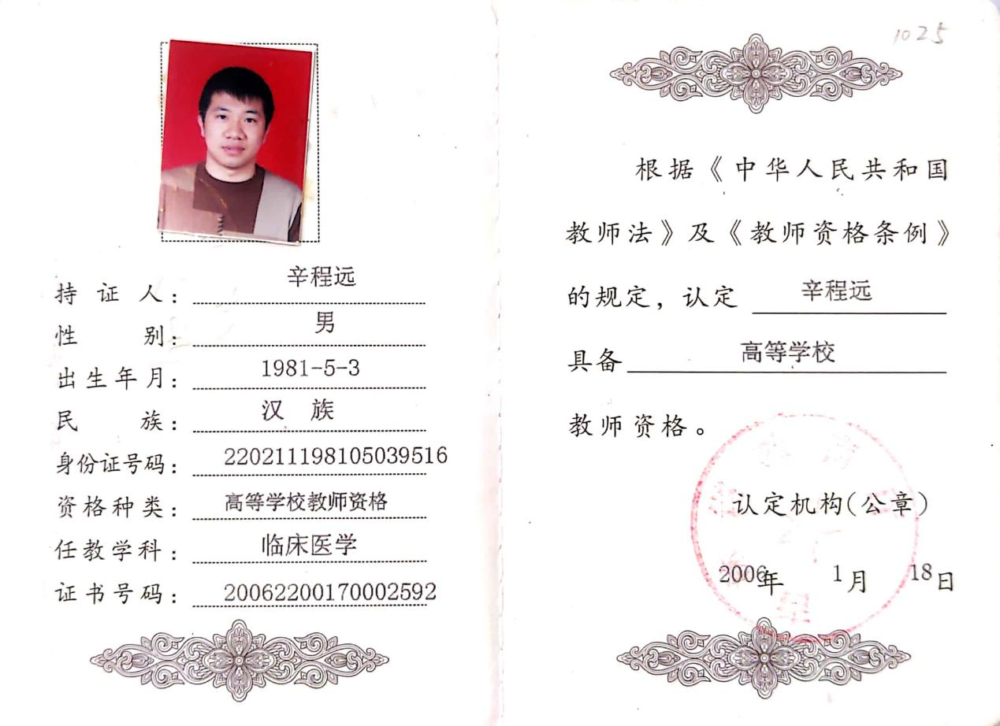 持证人： 辛程远
性别： 男
出生年月： 1981-5-3
民族： 汉 族
身份证号码： 220211198105039516
资格种类： 高等学校教师资格
任教学科： 临床医学
证书号码： 20062200170002592
1025
根据《中华人民共和国
教师法》及《教师资格条例》
的规定，认定 辛程远
具备 高等学校
教师资格。
认定机构(公章)
2006年 1月 18日